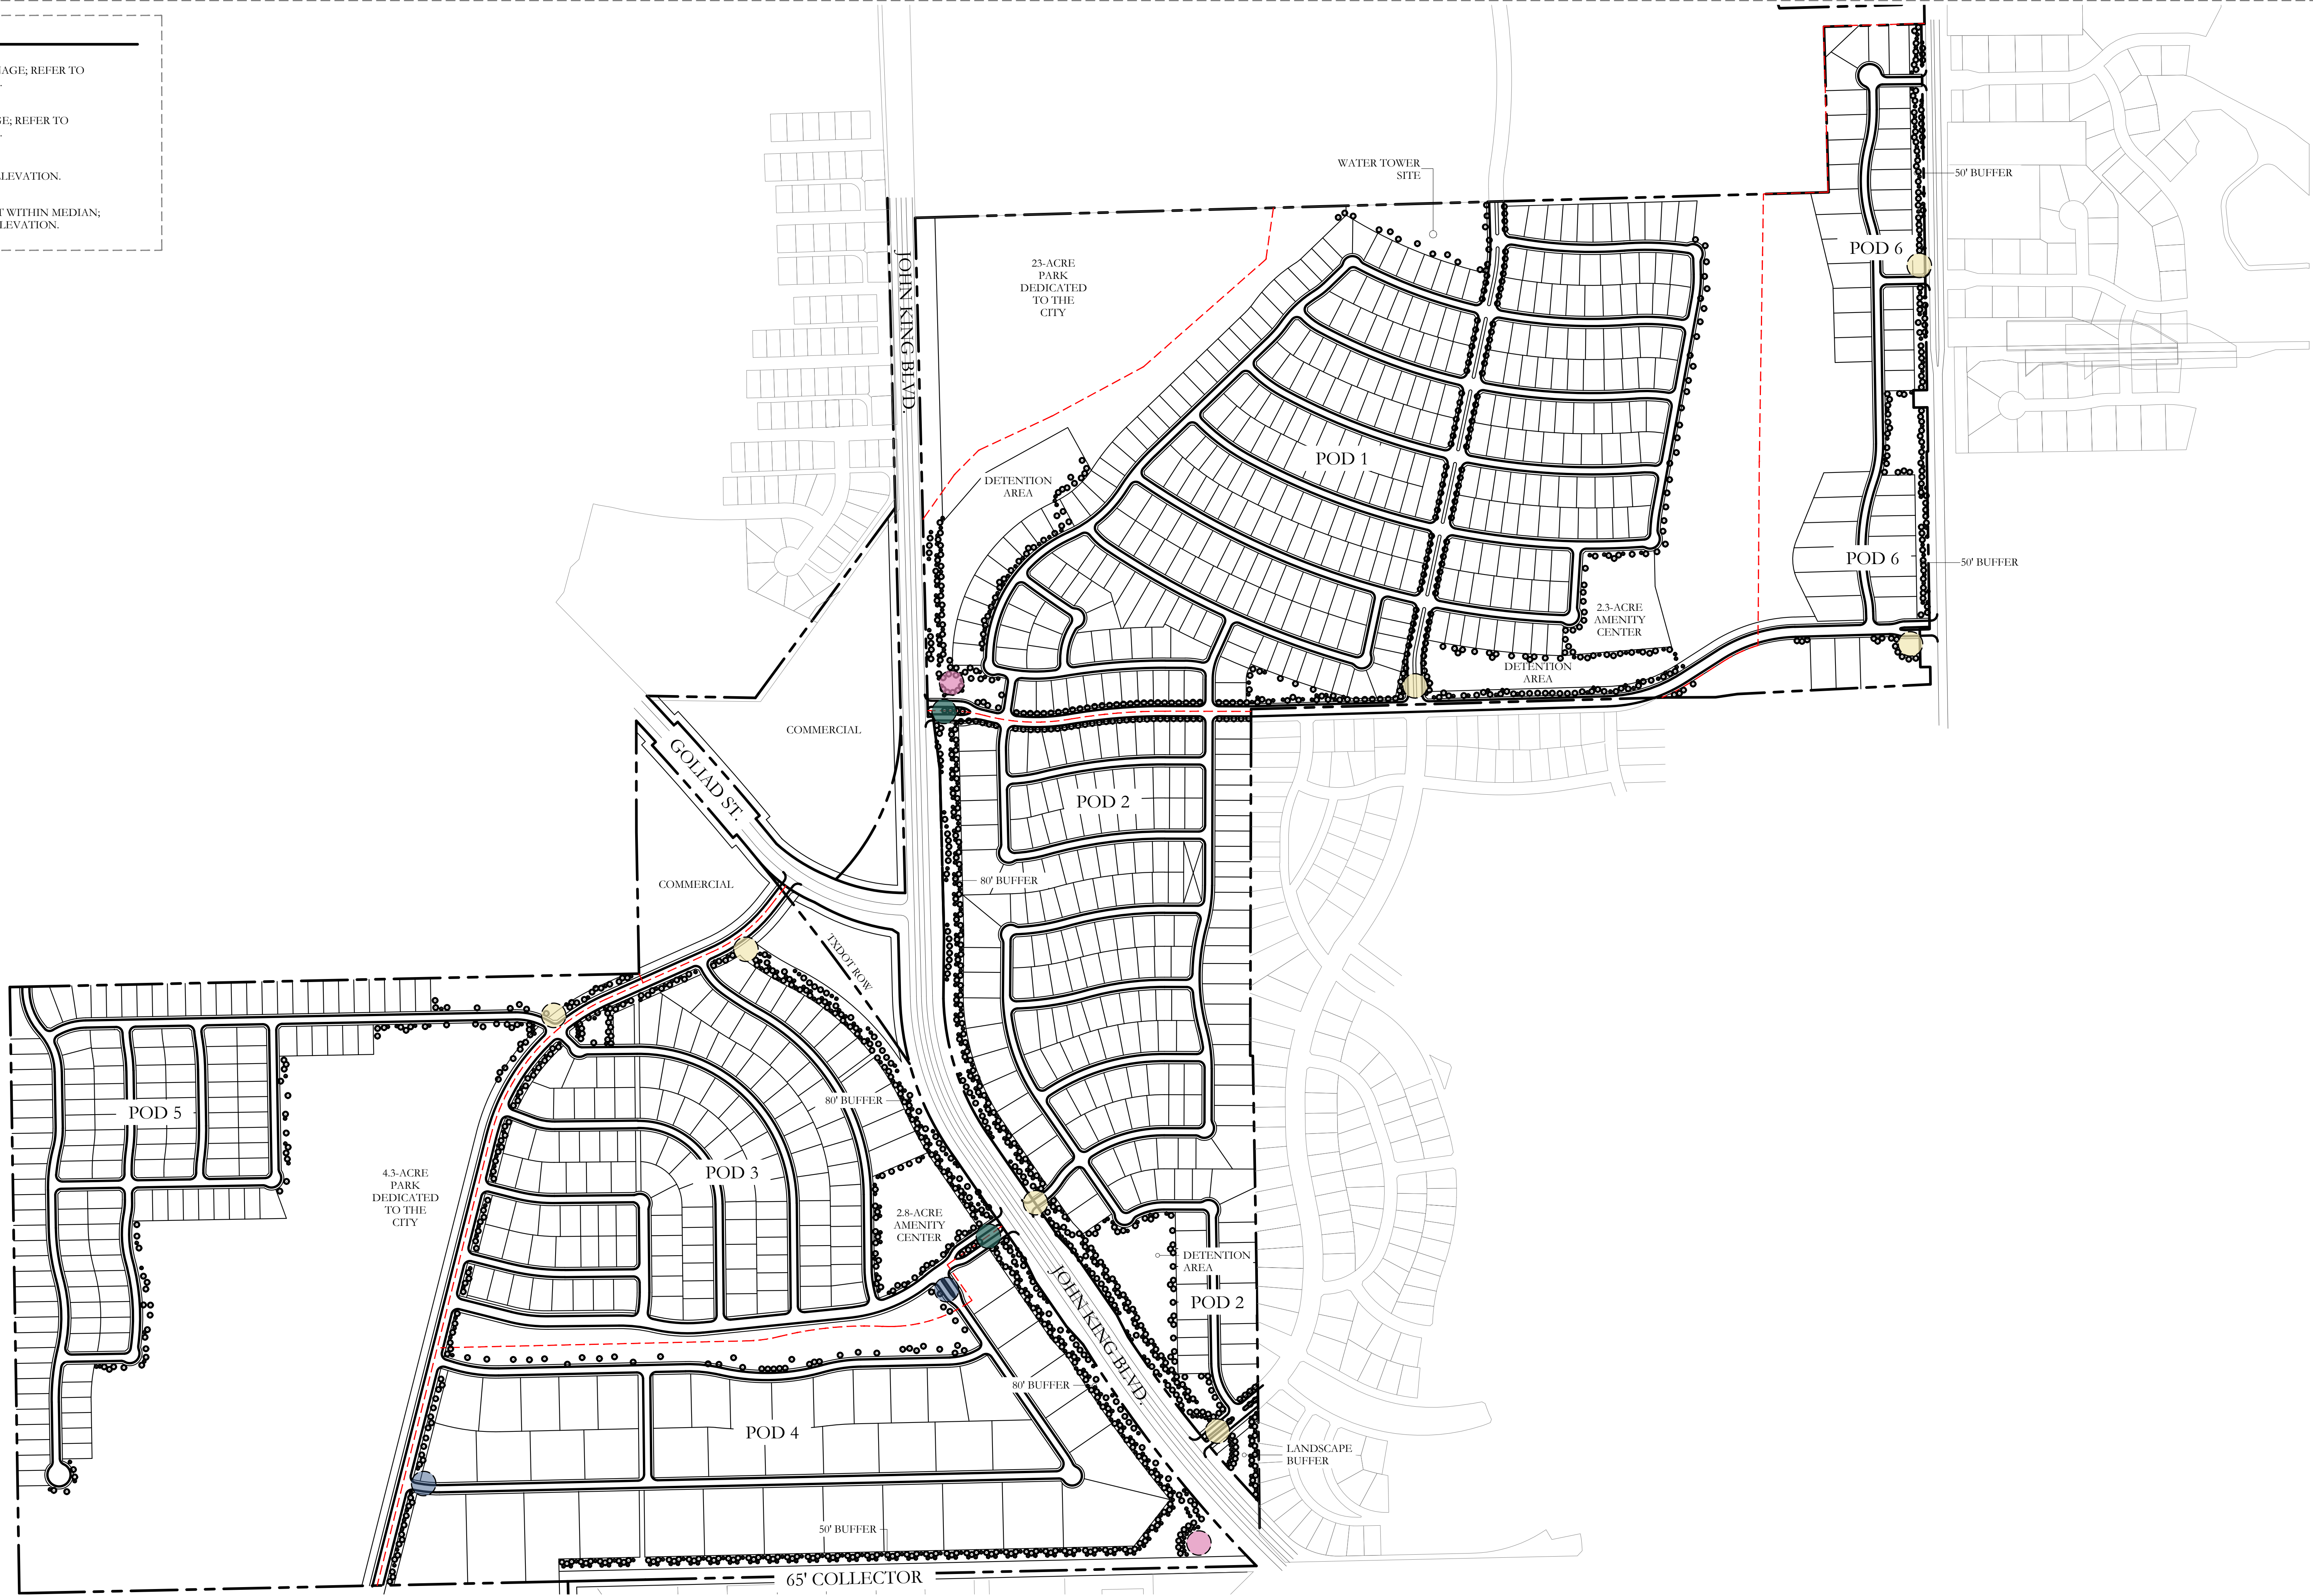 GE; REFER TO
LEVATION.
T WITHIN MEDIAN;
LEVATION.
WATER TOWER
SITE
50' BUFFER
POD 6
JOHN KING BLVD.
23-ACRE
PARK
DEDICATED
TO THE
CITY
POD 1
DETENTION
AREA
POD 6
50' BUFFER
2.3-ACRE
AMENITY
CENTER
DETENTION
AREA
COMMERCIAL
GOLIAD ST.
POD 2
80' BUFFER
COMMERCIAL
TXDOT ROW
80' BUFFER
POD 5
POD 3
4.3-ACRE
PARK
DEDICATED
TO THE
CITY
2.8-ACRE
AMENITY
CENTER
DETENTION
AREA
POD 2
JOHN KING BLVD.
80' BUFFER
POD 4
LANDSCAPE
BUFFER
50' BUFFER
65' COLLECTOR